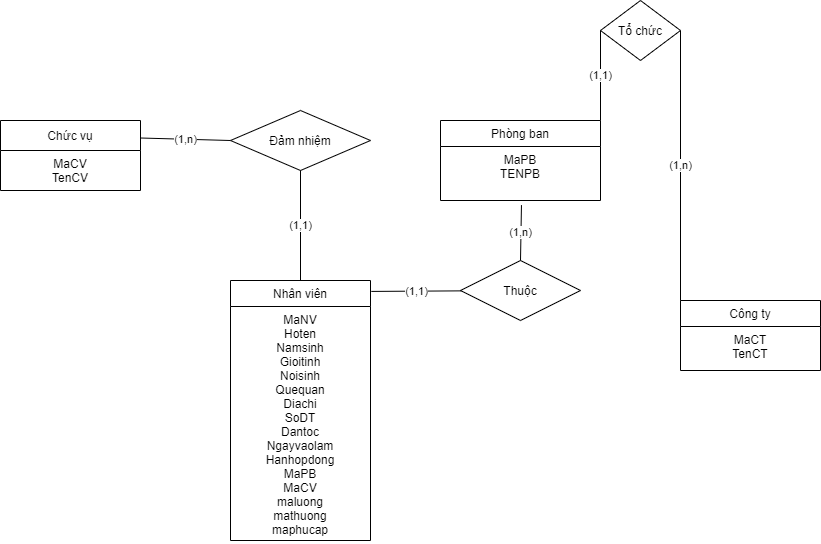 Tổ chức
(1,1)
(1,n)
Chức vụ
MaCV
TenCV
(1,n)
Đảm nhiệm
(1,1)
Phòng ban
MaPB
TENPB
(1,n)
Thuộc
(1,1)
Nhân viên
MaNV
Hoten
Namsinh
Gioitinh
Noisinh
Quequan
Diachi
SoDT
Dantoc
Ngayvaolam
Hanhopdong
MaPB
MaCV
maluong
mathuong
maphucap
Công ty
MaCT
TenCT